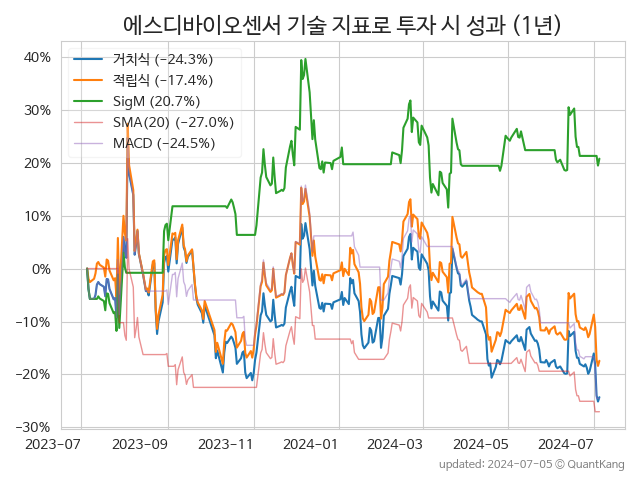 에스디바이오센서 기술 지표로 투자 시 성과 (1년)
거치식 (−24.3%)
적립식 (−17.4%)
SigM (20.7%)
SMA(20) (−27.0%)
MACD (−24.5%)
40%
30%
20%
10%
0%
−10%
−20%
−30%
2023-07
2023-09
2023-11
2024-01
2024-03
2024-05
2024-07
updated: 2024-07-05 © QuantKang